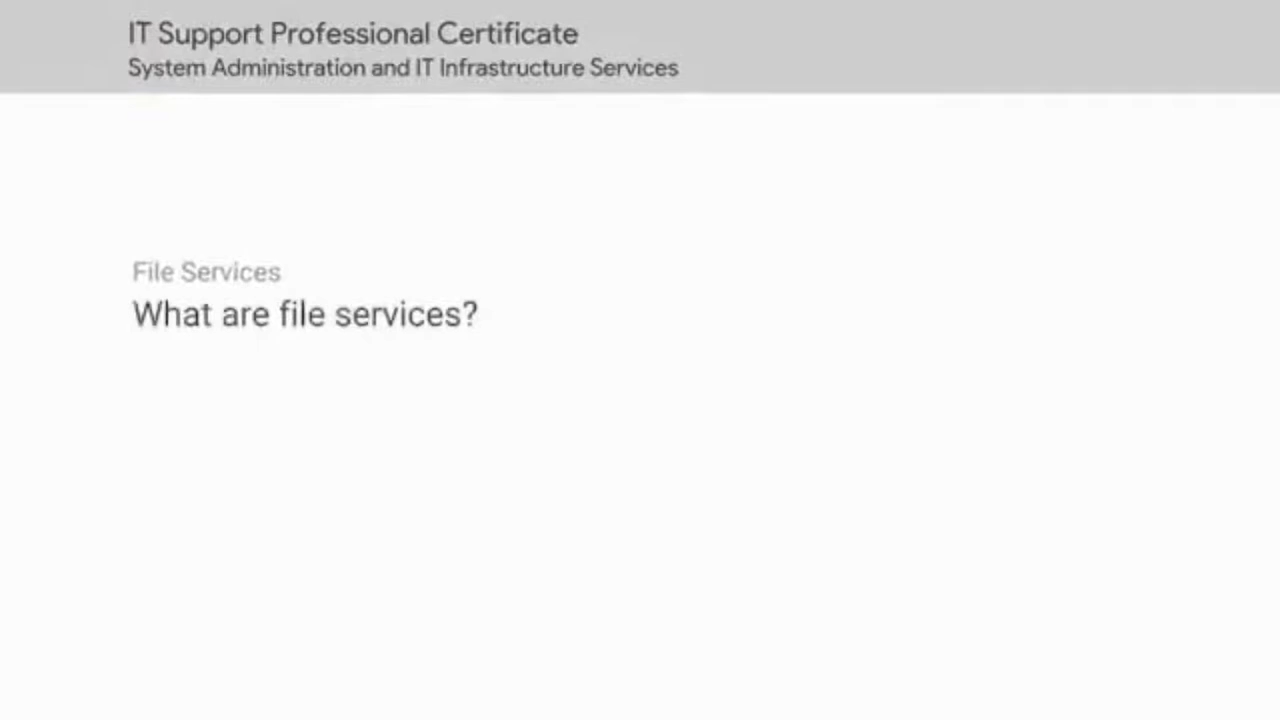 IT Support Professional Certificate
System Administration and IT Infrastructure Services
File Services
What are file services?